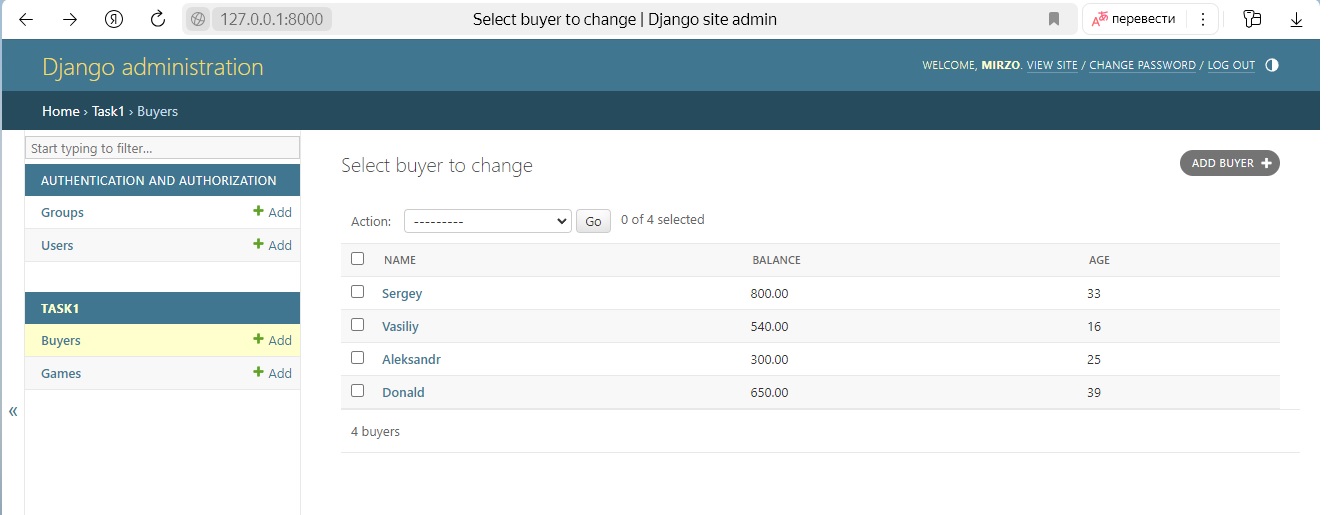 127.0.0.1:8000 Select buyer to change | Django site admin перевести
Django administration
WELCOME, MIRZO. VIEW SITE / CHANGE PASSWORD / LOG OUT
Home › Task1 › Buyers
Start typing to filter...
AUTHENTICATION AND AUTHORIZATION
Groups + Add
Users + Add
TASK1
Buyers + Add
Games + Add
«
Select buyer to change
ADD BUYER +
Action: --------- Go 0 of 4 selected
NAME BALANCE AGE
Sergey 800.00 33
Vasiliy 540.00 16
Aleksandr 300.00 25
Donald 650.00 39
4 buyers